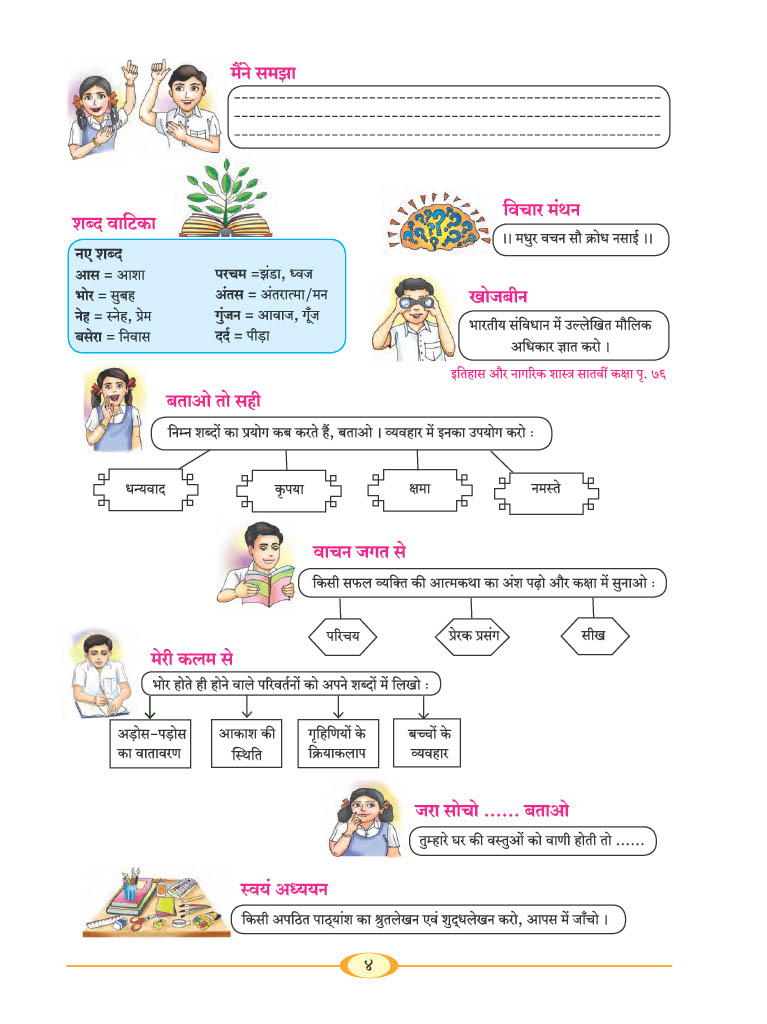 मैंने समझा
शब्द वाटिका
नए शब्द
आस = आशा
भोर = सुबह
नेह = स्नेह, प्रेम
बसेरा = निवास
परचम =झंडा, ध्वज
अंतस = अंतरात्मा/मन
गुंजन = आवाज, गूँज
दर्द = पीड़ा
विचार मंथन
।। मधुर वचन सौ क्रोध नसाई ।।
खोजबीन
भारतीय संविधान में उल्लेखित मौलिक
अधिकार ज्ञात करो ।
इतिहास और नागरिक शास्त्र सातवीं कक्षा पृ. ७६
बताओ तो सही
निम्न शब्दों का प्रयोग कब करते हैं, बताओ । व्यवहार में इनका उपयोग करो :
धन्यवाद
कृपया
क्षमा
नमस्ते
वाचन जगत से
किसी सफल व्यक्ति की आत्मकथा का अंश पढ़ो और कक्षा में सुनाओ :
परिचय
प्रेरक प्रसंग
सीख
मेरी कलम से
भोर होते ही होने वाले परिवर्तनों को अपने शब्दों में लिखो :
अड़ोस-पड़ोस
का वातावरण
आकाश की
स्थिति
गृहिणियों के
क्रियाकलाप
बच्चों के
व्यवहार
जरा सोचो ...... बताओ
तुम्हारे घर की वस्तुओं को वाणी होती तो ......
स्वयं अध्ययन
किसी अपठित पाठ्यांश का श्रुतलेखन एवं शुद्धलेखन करो, आपस में जाँचो ।
४